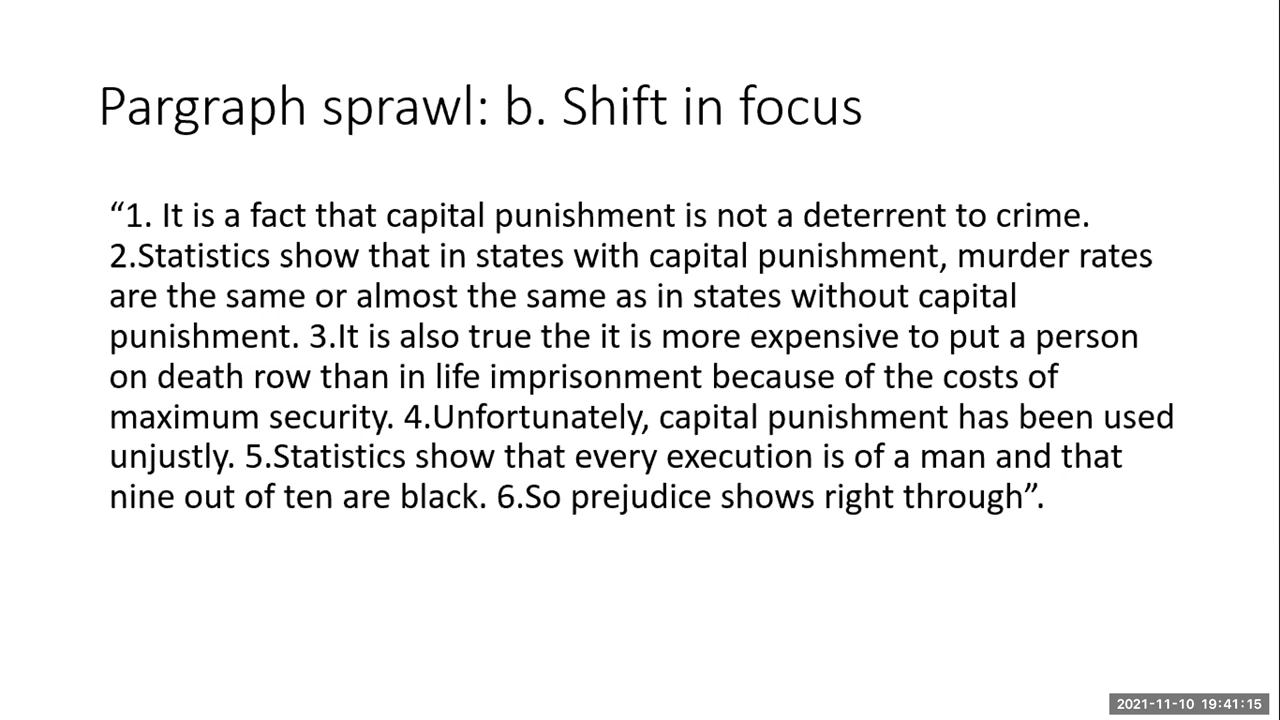 Pargraph sprawl: b. Shift in focus
“1. It is a fact that capital punishment is not a deterrent to crime.
2.Statistics show that in states with capital punishment, murder rates
are the same or almost the same as in states without capital
punishment. 3.It is also true the it is more expensive to put a person
on death row than in life imprisonment because of the costs of
maximum security. 4.Unfortunately, capital punishment has been used
unjustly. 5.Statistics show that every execution is of a man and that
nine out of ten are black. 6.So prejudice shows right through”.
2021-11-10 19:41:15